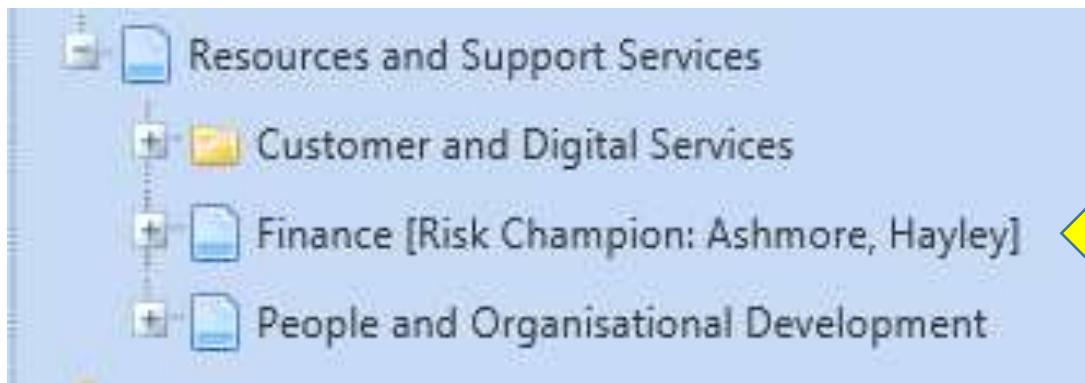 Resources and Support Services
Customer and Digital Services
Finance [Risk Champion: Ashmore, Hayley]
People and Organisational Development